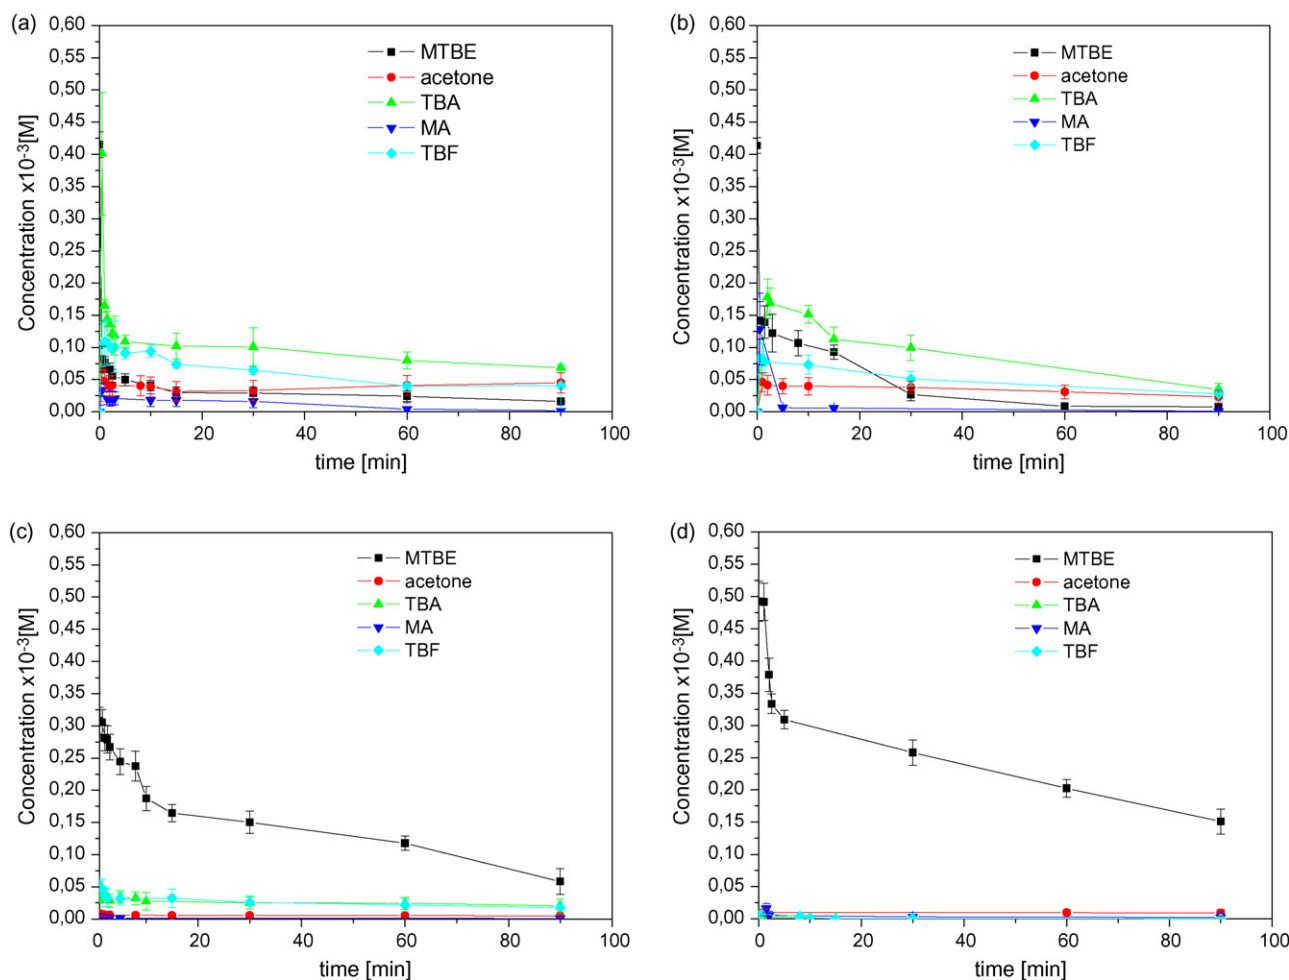 (a)
0,60
0,55
0,50
0,45
0,40
0,35
0,30
0,25
0,20
0,15
0,10
0,05
0,00
Concentration x10-3[M]
MTBE
acetone
TBA
MA
TBF
0 20 40 60 80 100
time [min]
(b)
0,60
0,55
0,50
0,45
0,40
0,35
0,30
0,25
0,20
0,15
0,10
0,05
0,00
Concentration x10-3[M]
MTBE
acetone
TBA
MA
TBF
0 20 40 60 80 100
time [min]
(c)
0,60
0,55
0,50
0,45
0,40
0,35
0,30
0,25
0,20
0,15
0,10
0,05
0,00
Concentration x10-3[M]
MTBE
acetone
TBA
MA
TBF
0 20 40 60 80 100
time [min]
(d)
0,60
0,55
0,50
0,45
0,40
0,35
0,30
0,25
0,20
0,15
0,10
0,05
0,00
Concentration x10-3[M]
MTBE
acetone
TBA
MA
TBF
0 20 40 60 80 100
time [min]